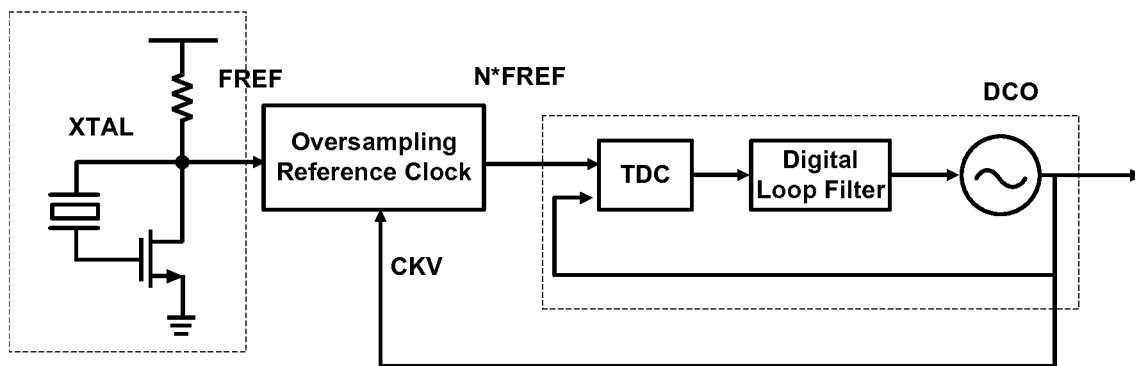 FREF
N*FREF
DCO
XTAL
Oversampling
Reference Clock
TDC
Digital
Loop Filter
CKV